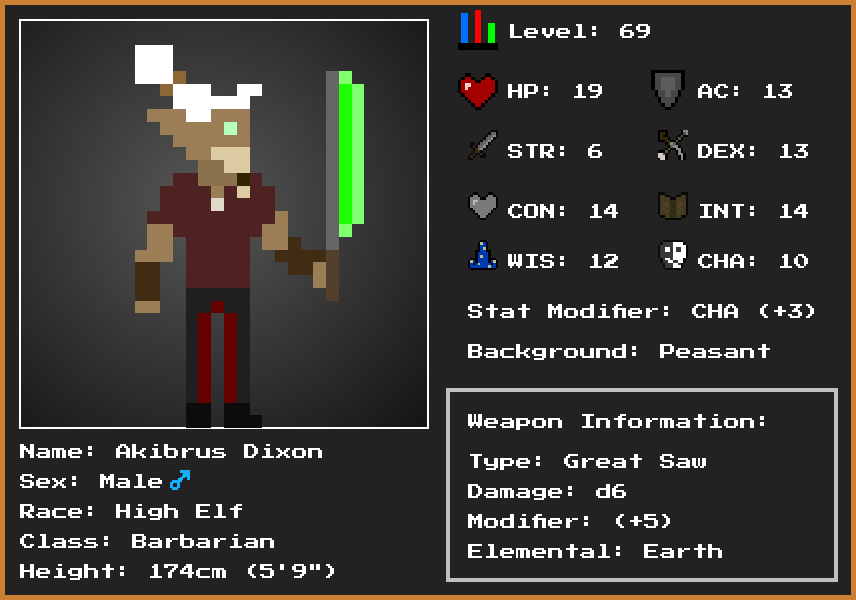 Level: 69
HP: 19
AC: 13
STR: 6
DEX: 13
CON: 14
INT: 14
WIS: 12
CHA: 10
Stat Modifier: CHA (+3)
Background: Peasant
Weapon Information:
Type: Great Saw
Damage: d6
Modifier: (+5)
Elemental: Earth
Name: Akibrus Dixon
Sex: Male♂
Race: High Elf
Class: Barbarian
Height: 174cm (5'9")